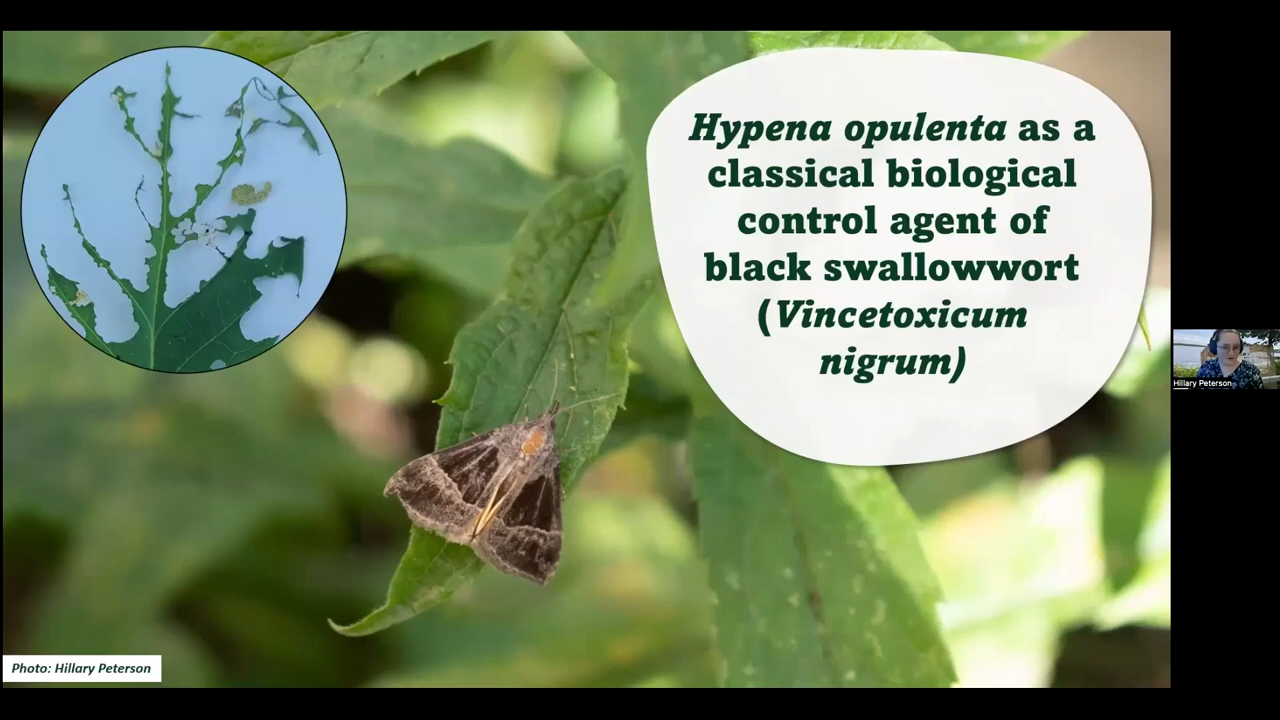 Hypena opulenta as a
classical biological
control agent of
black swallowwort
(Vincetoxicum
nigrum)
Hillary Peterson
Photo: Hillary Peterson